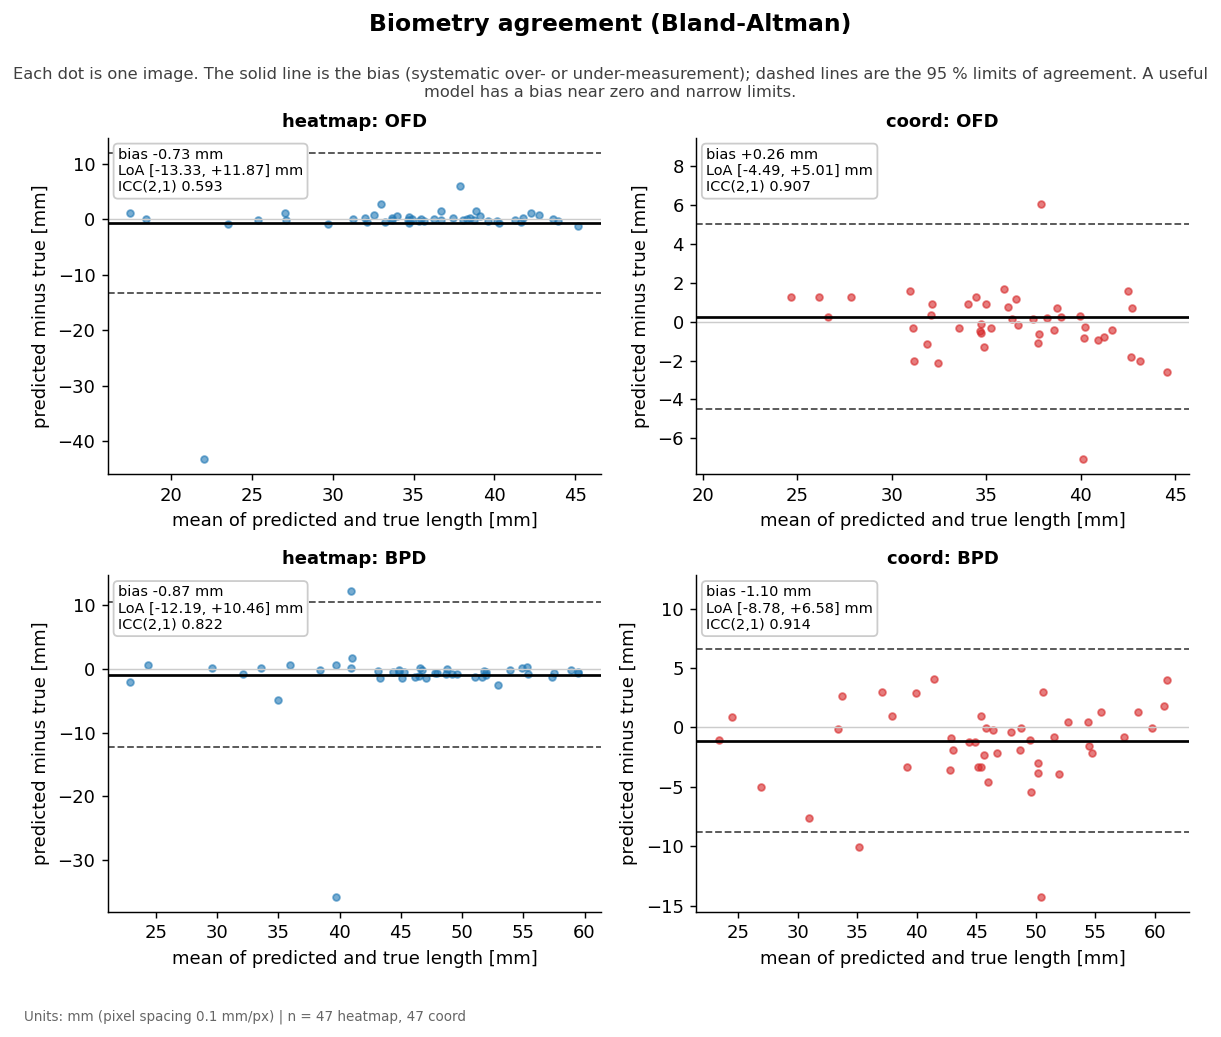 Biometry agreement (Bland-Altman)
Each dot is one image. The solid line is the bias (systematic over- or under-measurement); dashed lines are the 95 % limits of agreement. A useful
model has a bias near zero and narrow limits.
heatmap: OFD
bias -0.73 mm
LoA [-13.33, +11.87] mm
ICC(2,1) 0.593
predicted minus true [mm]
10
0
−10
−20
−30
−40
20 25 30 35 40 45
mean of predicted and true length [mm]
coord: OFD
bias +0.26 mm
LoA [-4.49, +5.01] mm
ICC(2,1) 0.907
predicted minus true [mm]
8
6
4
2
0
−2
−4
−6
20 25 30 35 40 45
mean of predicted and true length [mm]
heatmap: BPD
bias -0.87 mm
LoA [-12.19, +10.46] mm
ICC(2,1) 0.822
predicted minus true [mm]
10
0
−10
−20
−30
25 30 35 40 45 50 55 60
mean of predicted and true length [mm]
coord: BPD
bias -1.10 mm
LoA [-8.78, +6.58] mm
ICC(2,1) 0.914
predicted minus true [mm]
10
5
0
−5
−10
−15
25 30 35 40 45 50 55 60
mean of predicted and true length [mm]
Units: mm (pixel spacing 0.1 mm/px) | n = 47 heatmap, 47 coord